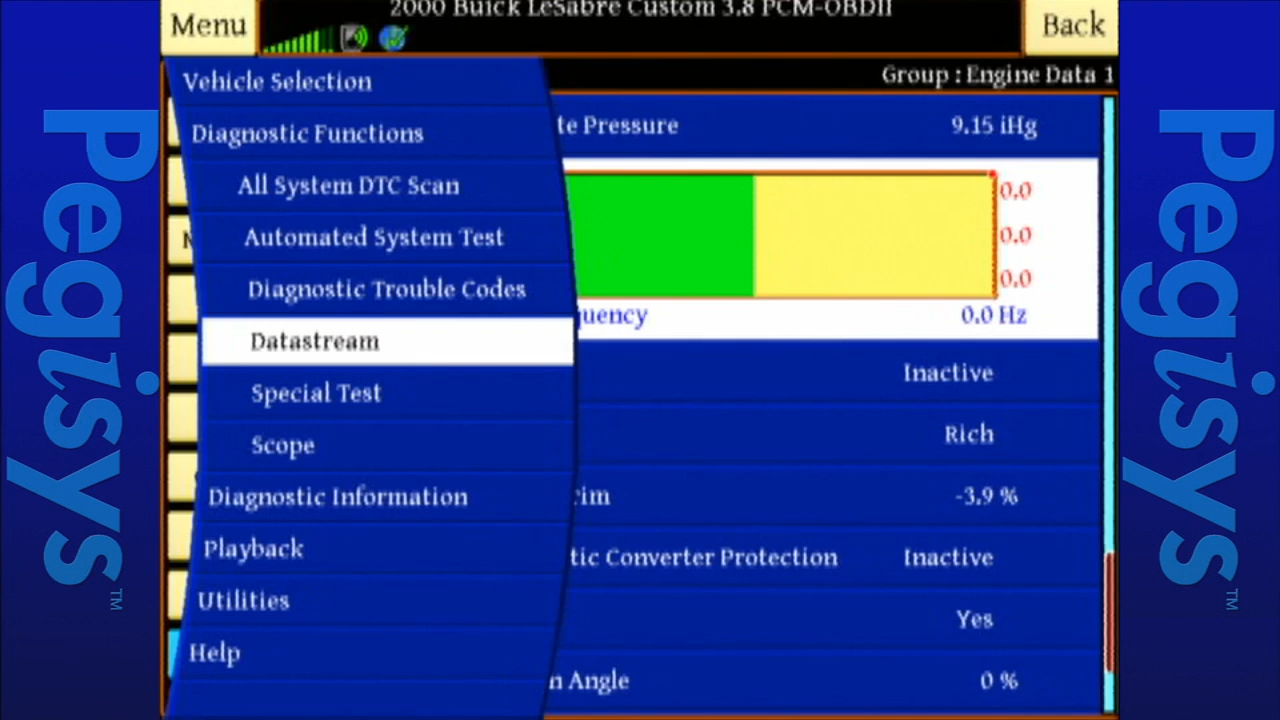 2000 Buick LeSabre Custom 3.8 PCM-OBDII
Menu
Back
Group : Engine Data 1
Vehicle Selection
Diagnostic Functions
All System DTC Scan
Automated System Test
Diagnostic Trouble Codes
Datastream
Special Test
Scope
Diagnostic Information
Playback
Utilities
Help
te Pressure 9.15 iHg
0.0
0.0
0.0
quency 0.0 Hz
Inactive
Rich
rim -3.9 %
tic Converter Protection Inactive
Yes
n Angle 0 %
Pegisys™
Pegisys™